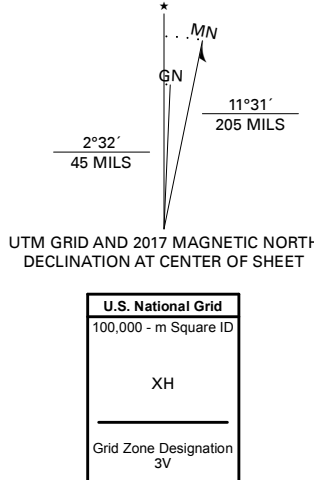 ★
MN
GN
11°31´
205 MILS
2°32´
45 MILS
UTM GRID AND 2017 MAGNETIC NORTH
DECLINATION AT CENTER OF SHEET
U.S. National Grid
100,000 - m Square ID
XH
Grid Zone Designation
3V